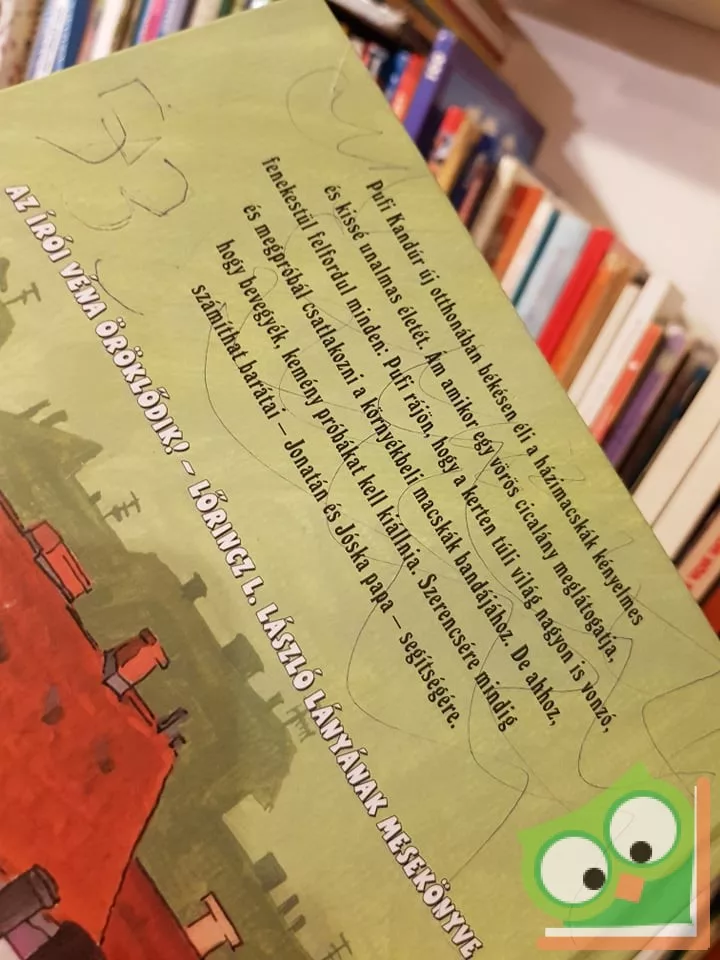 Pufi Kandúr új otthonában békésen éli a házimacskák kényelmes
és kissé unalmas életét. Ám amikor egy vörös cicalány meglátogatja,
fenekestül felfordul minden: Pufi rájön, hogy a kerten túli világ nagyon is vonzó,
és megpróbál csatlakozni a környékbeli macskák bandájához. De ahhoz,
hogy bevegyék, kemény próbákat kell kiállnia. Szerencsére mindig
számíthat barátai – Jonatán és Jóska papa – segítségére.
AZ ÍRÓI VÉNA ÖRÖKLŐDIK! – LŐRINCZ L. LÁSZLÓ LÁNYÁNAK MESEKÖNYVE